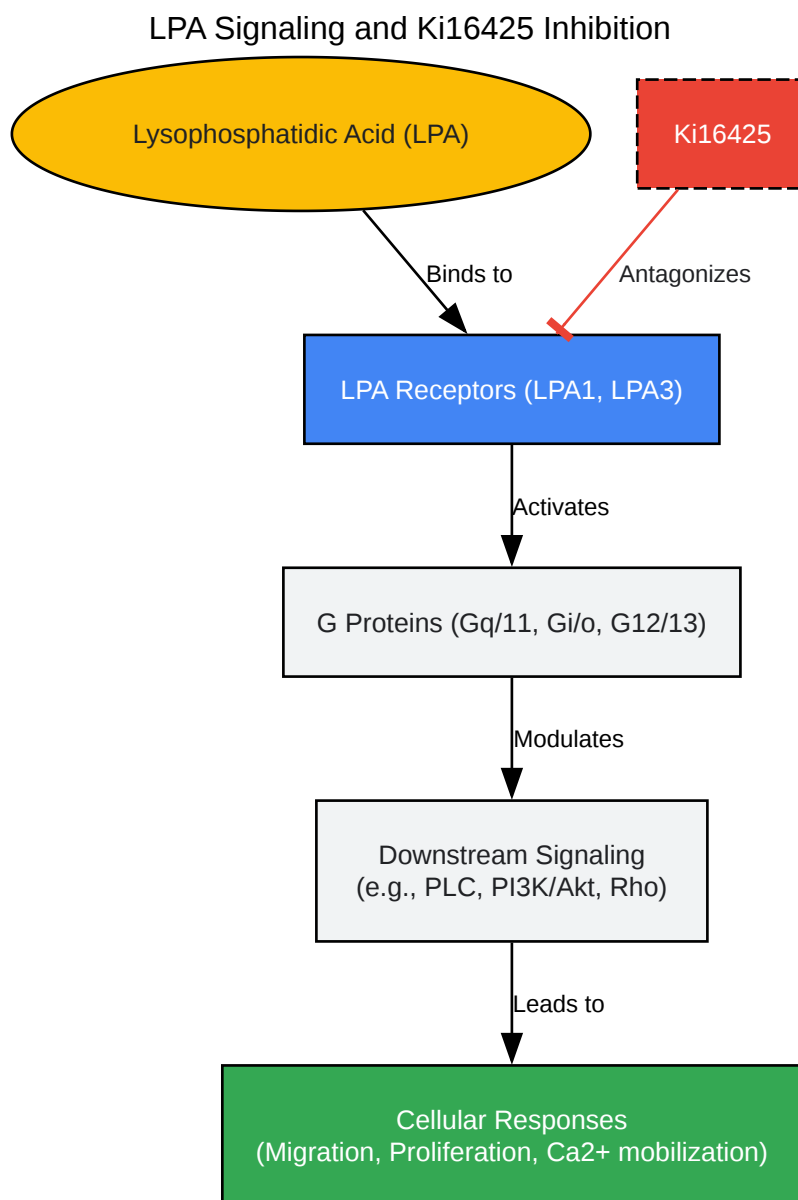 LPA Signaling and Ki16425 Inhibition
Lysophosphatidic Acid (LPA)
Ki16425
Binds to
Antagonizes
LPA Receptors (LPA1, LPA3)
Activates
G Proteins (Gq/11, Gi/o, G12/13)
Modulates
Downstream Signaling
(e.g., PLC, PI3K/Akt, Rho)
Leads to
Cellular Responses
(Migration, Proliferation, Ca2+ mobilization)